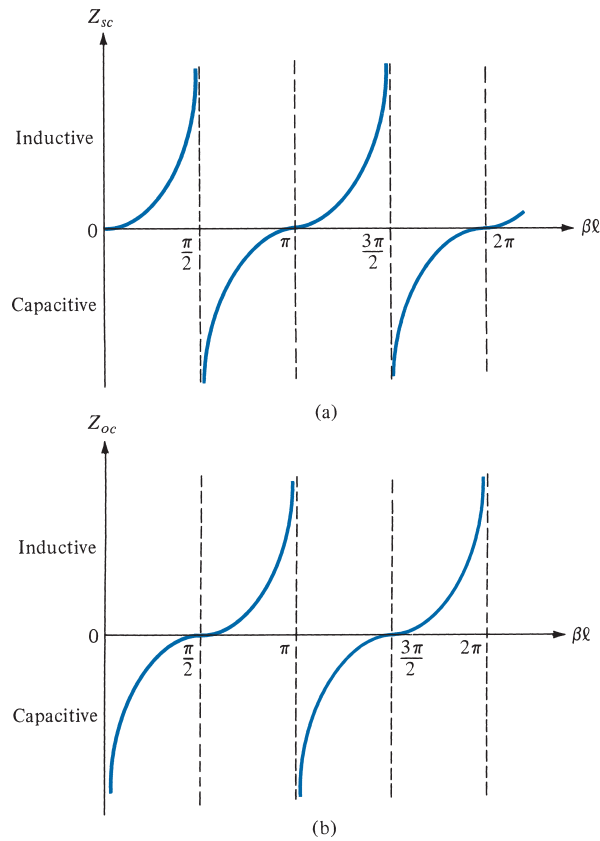 Z_sc
Inductive
0
π/2
π
3π/2
2π
βℓ
Capacitive
(a)
Z_oc
Inductive
0
π/2
π
3π/2
2π
βℓ
Capacitive
(b)